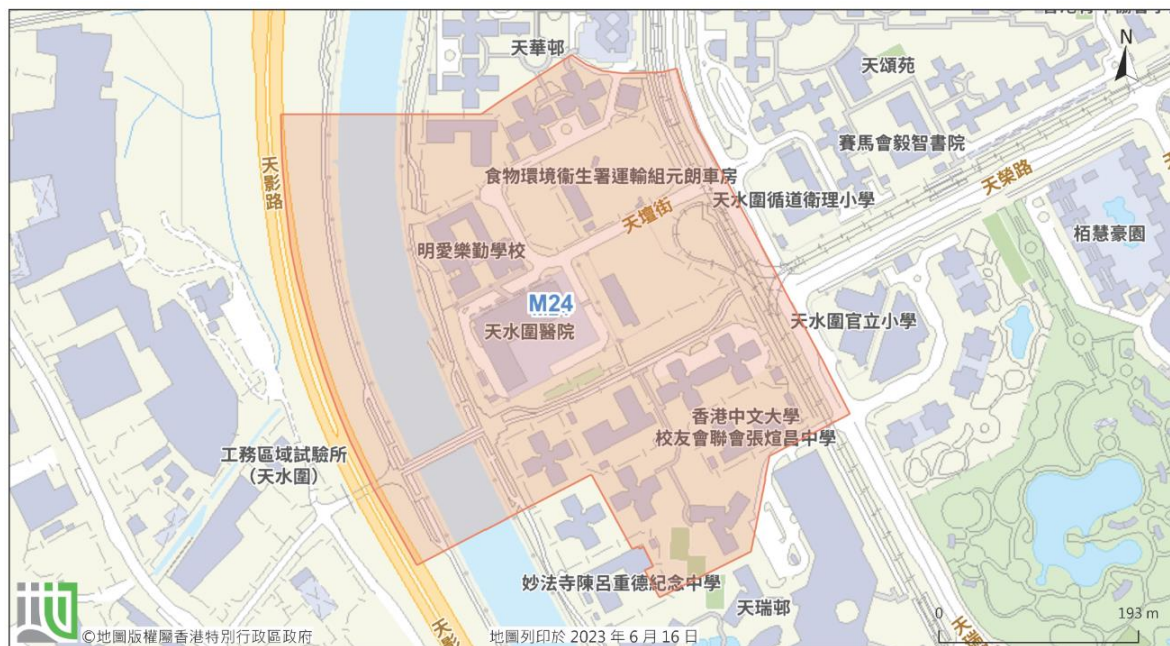 N
天華邨
天頌苑
賽馬會毅智書院
食物環境衞生署運輸組元朗車房
天影路
天壇街
天水圍循道衛理小學
天榮路
栢慧豪園
明愛樂勤學校
M24
天水圍醫院
天水圍官立小學
香港中文大學
校友會聯會張煊昌中學
工務區域試驗所
(天水圍)
妙法寺陳呂重德紀念中學
天瑞邨
0
193 m
©地圖版權屬香港特別行政區政府
地圖列印於 2023 年 6 月 16 日